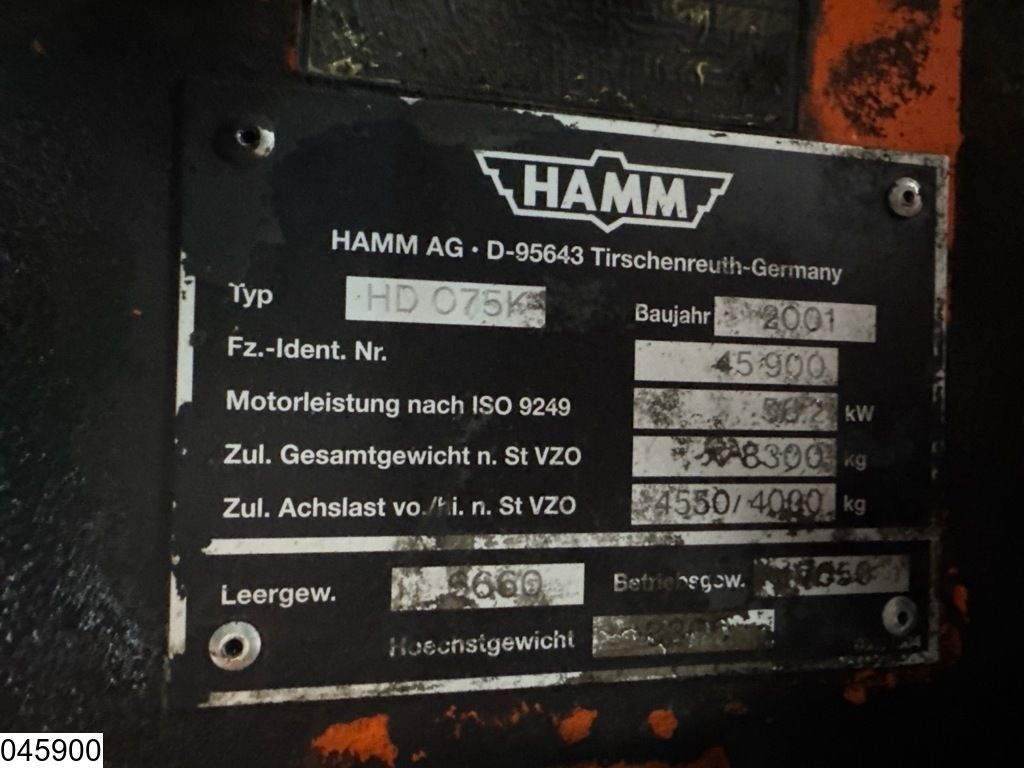 HAMM
HAMM AG · D-95643 Tirschenreuth-Germany
Typ HD 075K Baujahr 2001
Fz.-Ident. Nr. 45900
Motorleistung nach ISO 9249 kW
Zul. Gesamtgewicht n. St VZO 8300 kg
Zul. Achslast vo./hi. n. St VZO 4550/4000 kg
Leergew. 6660 Betriebsgew.
Hoechstgewicht
045900